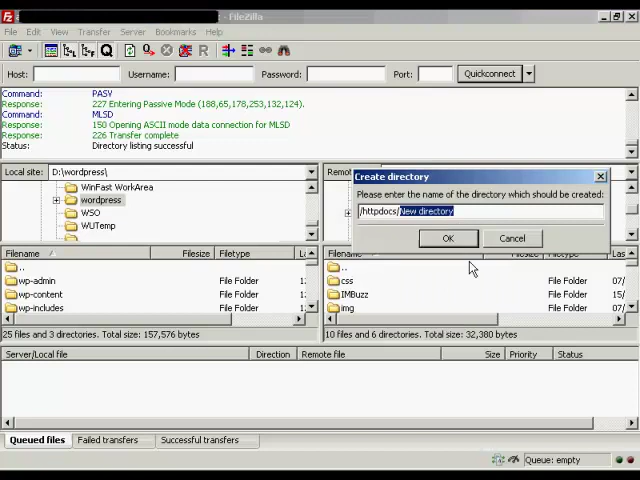 FileZilla
File Edit View Transfer Server Bookmarks Help
Host: Username: Password: Port: Quickconnect
Command: PASV
Response: 227 Entering Passive Mode (188,65,178,253,132,124).
Command: MLSD
Response: 150 Opening ASCII mode data connection for MLSD
Response: 226 Transfer complete
Status: Directory listing successful
Local site: D:\wordpress
WinFast WorkArea
wordpress
WSO
WUTemp
Filename Filesize Filetype
..
wp-admin File Folder
wp-content File Folder
wp-includes File Folder
25 files and 3 directories. Total size: 157,576 bytes
Create directory
Please enter the name of the directory which should be created:
/httpdocs/New directory
OK Cancel
..
css File Folder 07/
IMBuzz File Folder 15/
img File Folder 07/
10 files and 6 directories. Total size: 32,380 bytes
Server/Local file Direction Remote file Size Priority Status
Queued files Failed transfers Successful transfers
Queue: empty